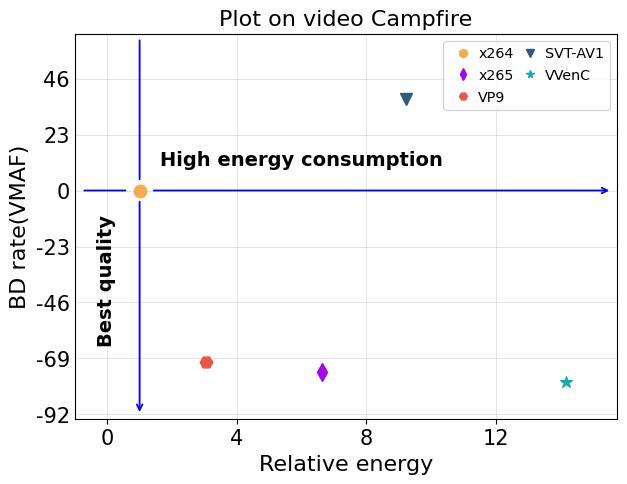 Plot on video Campfire
x264
x265
VP9
SVT-AV1
VVenC
High energy consumption
Best quality
BD rate(VMAF)
46
23
0
-23
-46
-69
-92
0
4
8
12
Relative energy